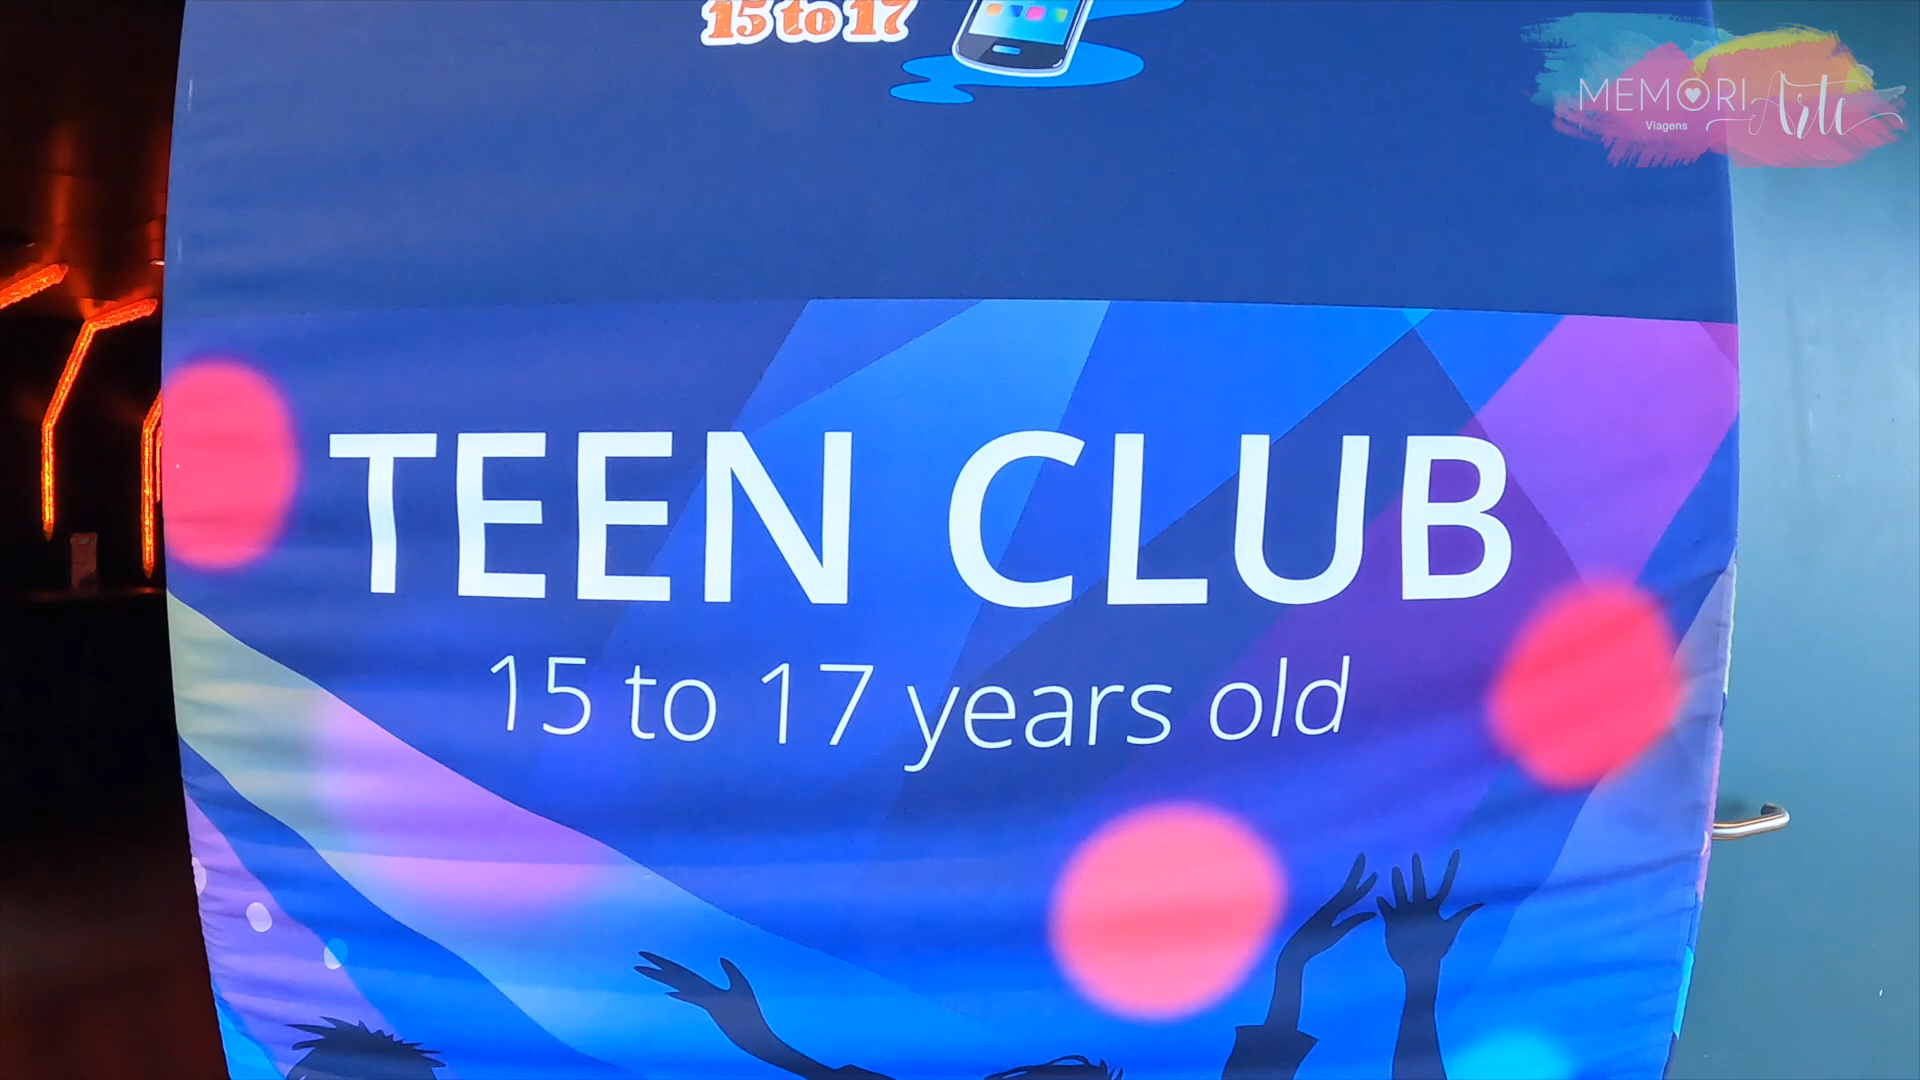 15 to 17
MEMORI Arte
Viagens
TEEN CLUB
15 to 17 years old